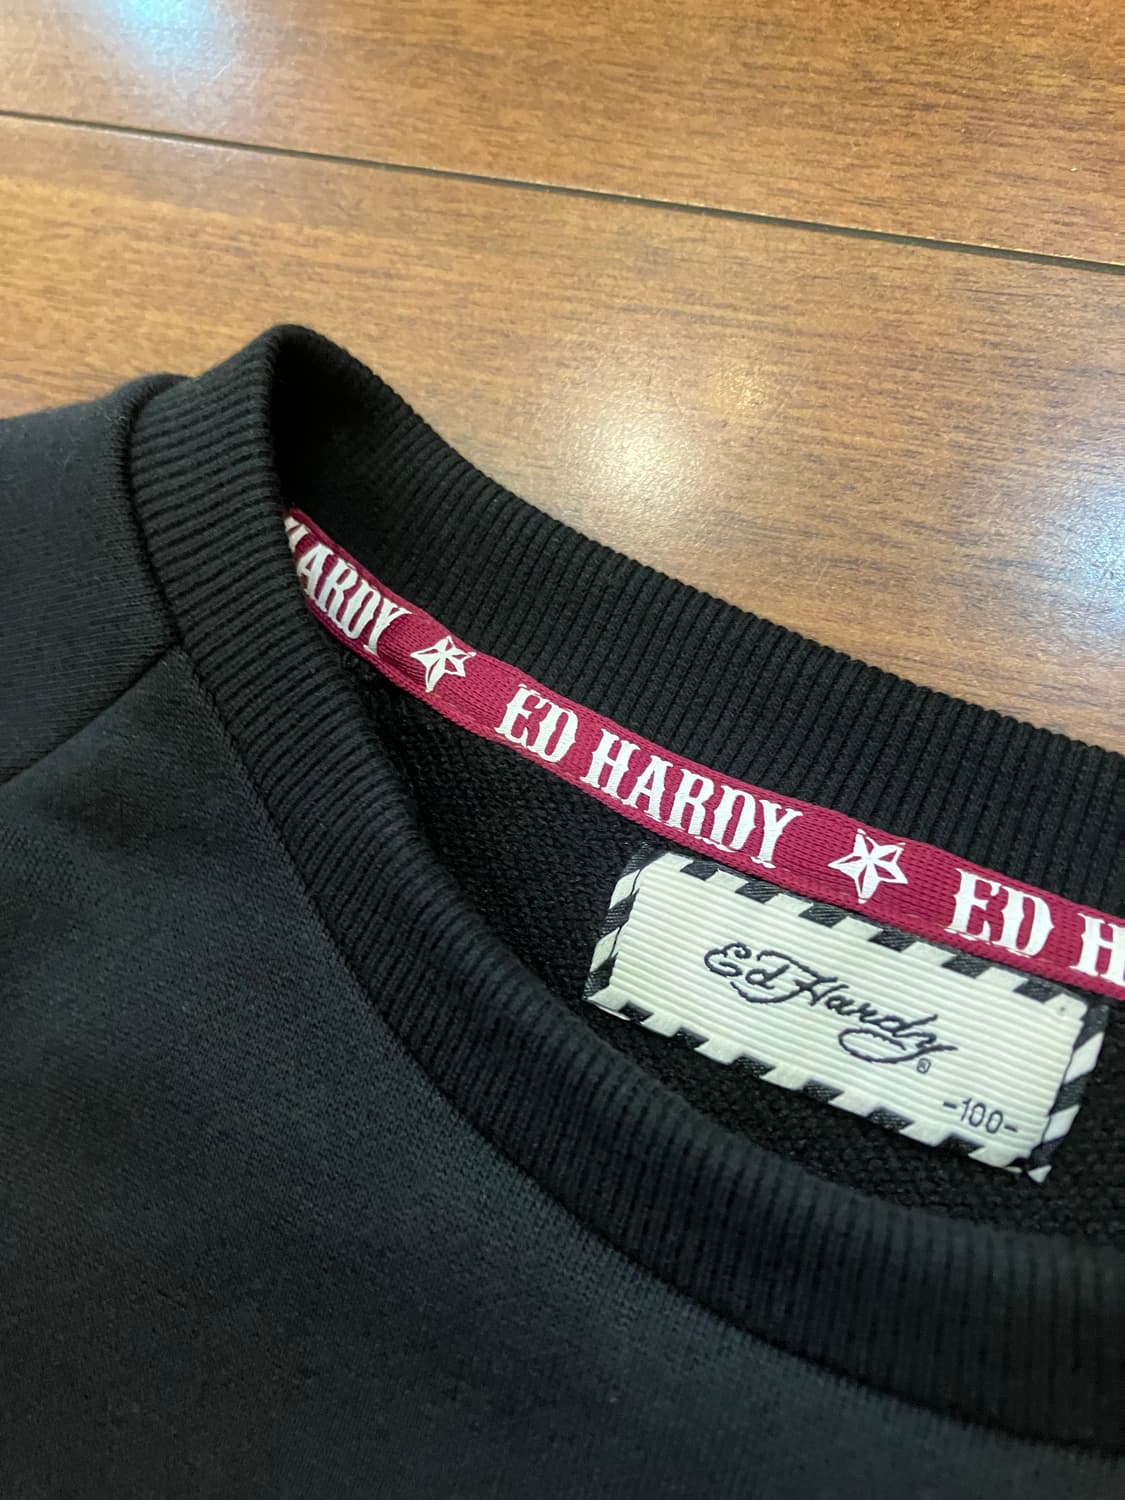 HARDY ★ ED HARDY ★ ED H
Ed Hardy ®
-100-